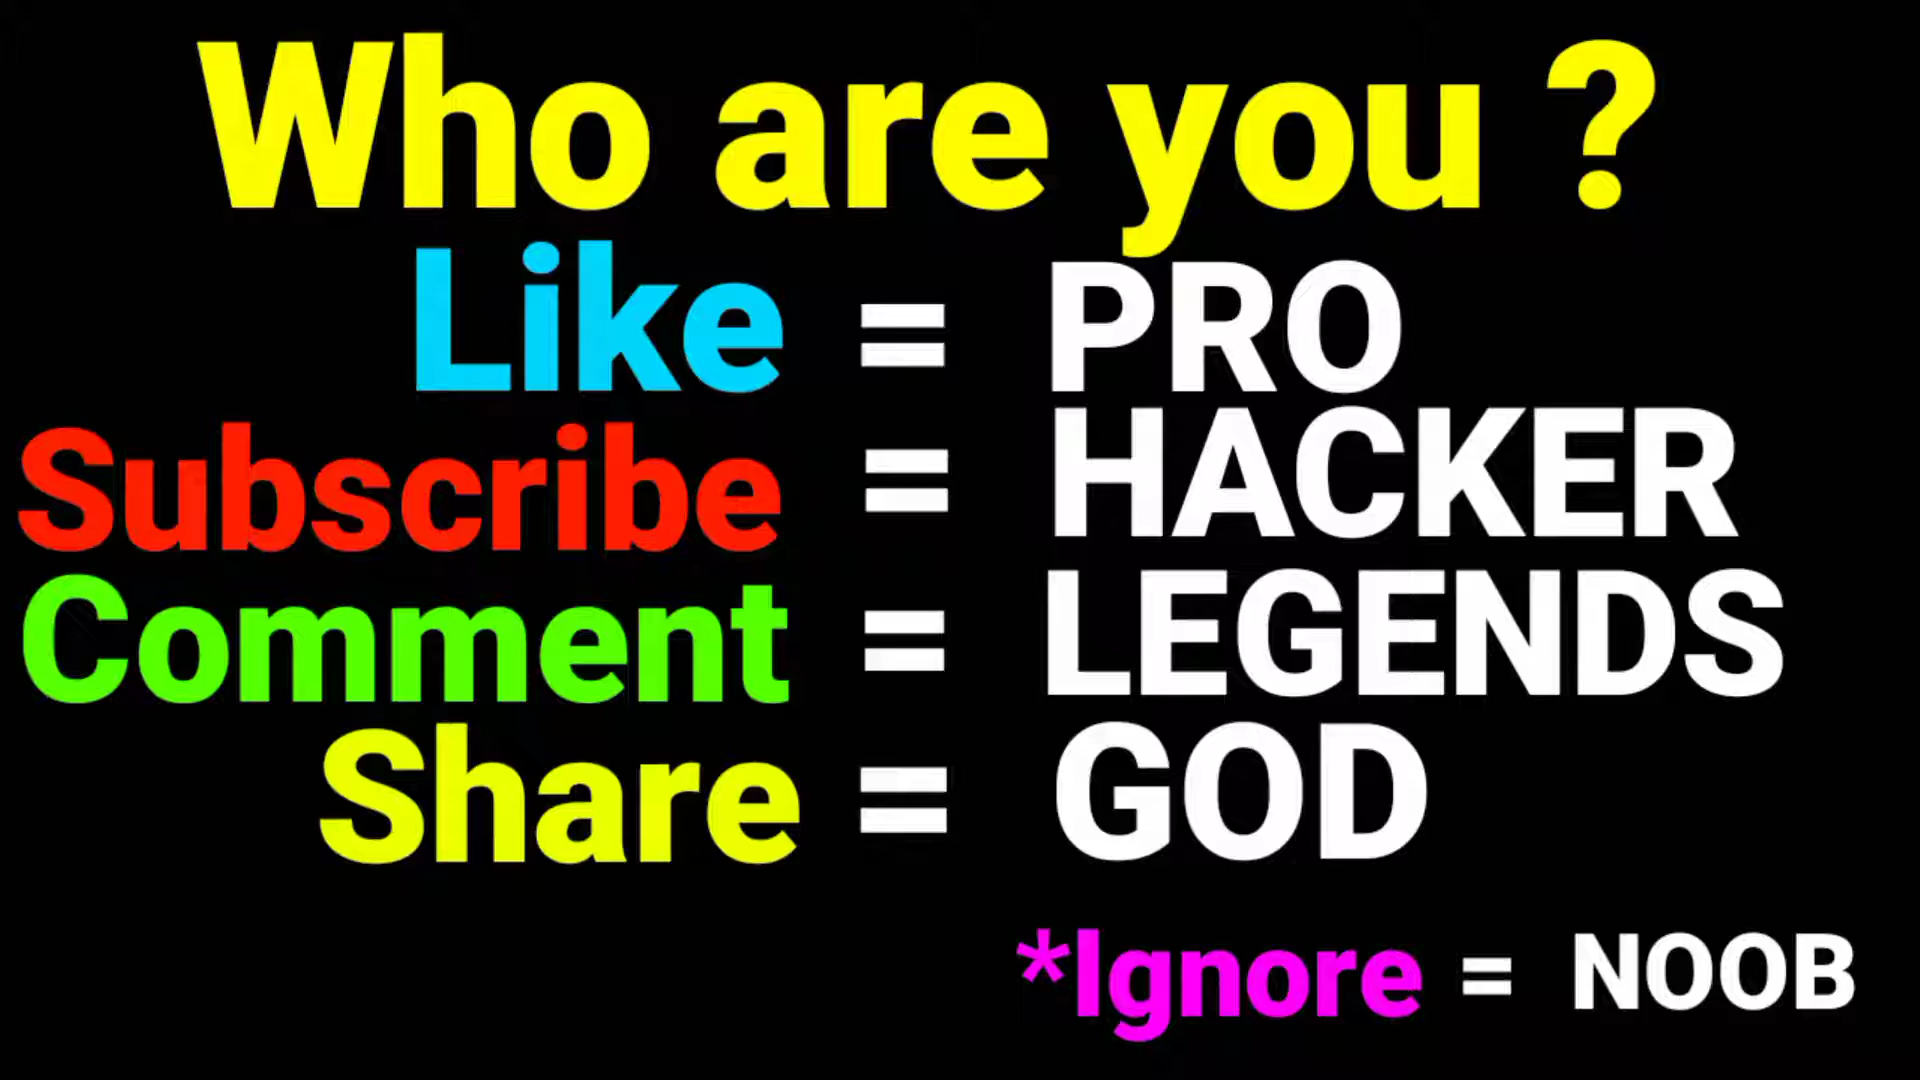 Who are you ?
Like = PRO
Subscribe = HACKER
Comment = LEGENDS
Share = GOD
*Ignore = NOOB